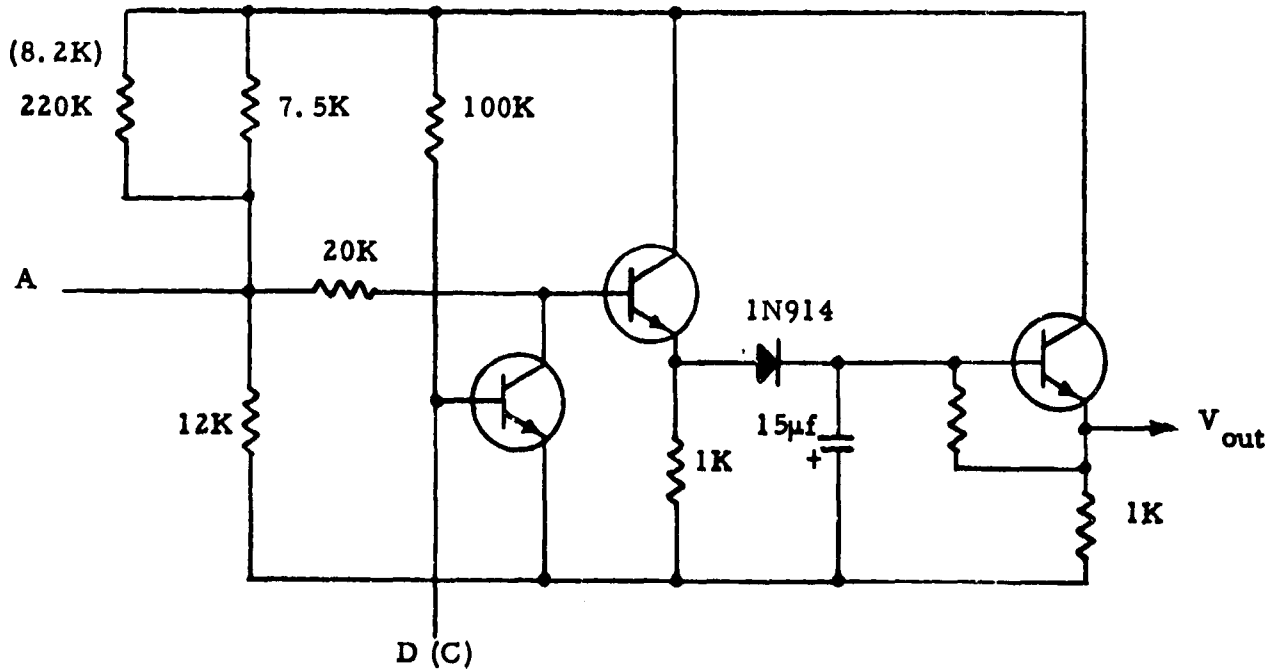 (8.2K)
220K
7.5K
100K
20K
A
1N914
12K
15μf
+
1K
V out
1K
D (C)